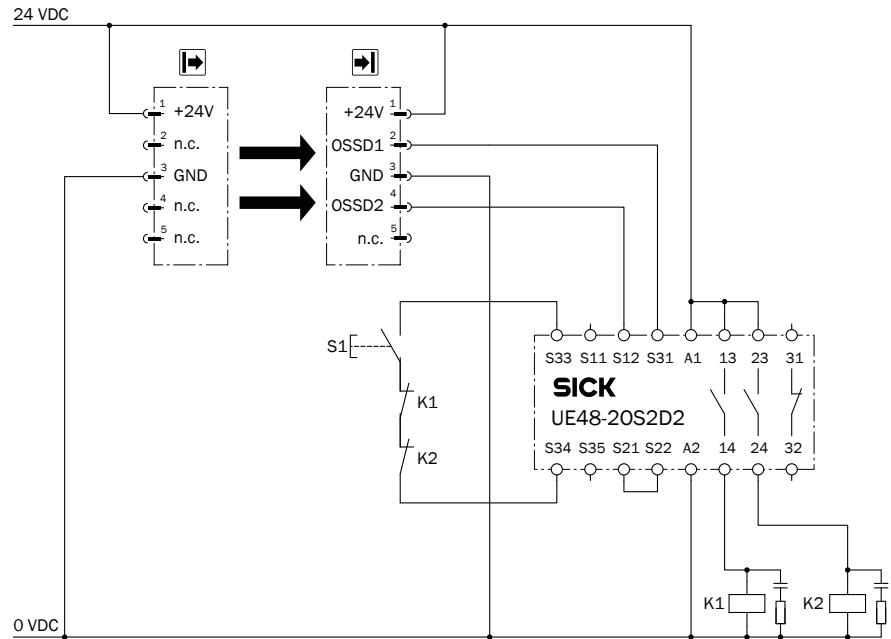 24 VDC
1
+24V
2
n.c.
3
GND
4
n.c.
5
n.c.
1
+24V
2
OSSD1
3
GND
4
OSSD2
5
n.c.
S1
K1
K2
S33 S11 S12 S31 A1 13 23 31
SICK
UE48-20S2D2
S34 S35 S21 S22 A2 14 24 32
K1
K2
0 VDC